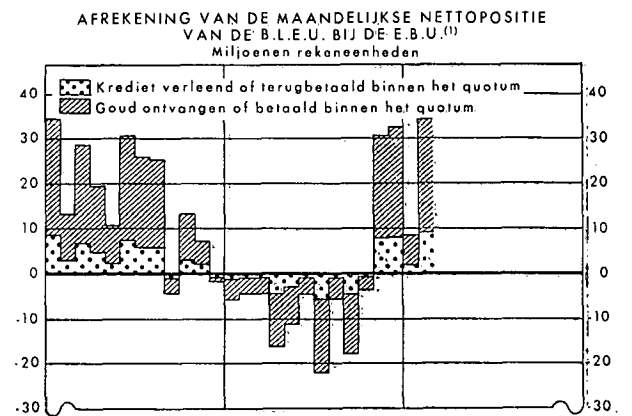 AFREKENING VAN DE MAANDELIJKSE NETTOPOSITIE
VAN DE B.L.E.U. BIJ DE E.B.U.(1)
Miljoenen rekeneenheden
Krediet verleend of terugbetaald binnen het quotum
Goud ontvangen of betaald binnen het quotum
40 40
30 30
20 20
10 10
0 0
-10 -10
-20 -20
-30 -30